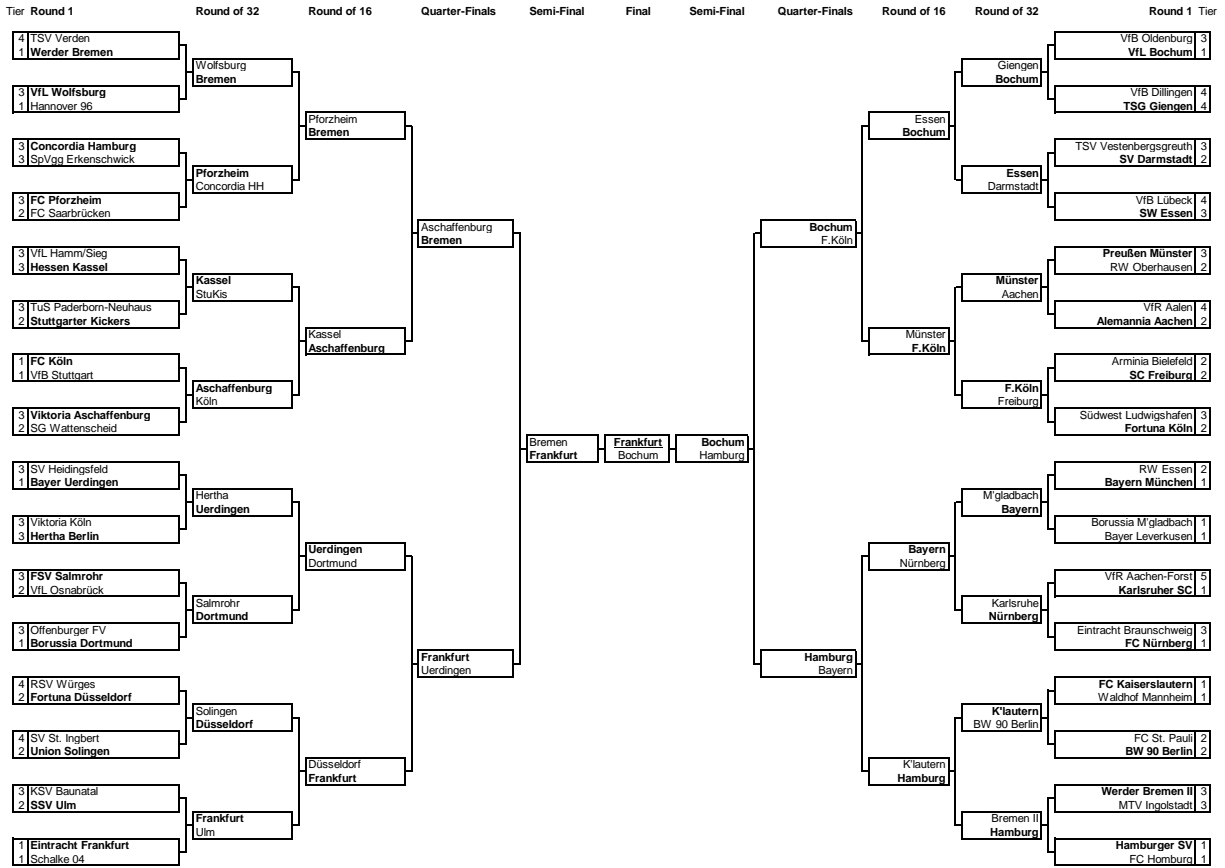 Tier Round 1 Round of 32 Round of 16 Quarter-Finals Semi-Final Final Semi-Final Quarter-Finals Round of 16 Round of 32 Round 1 Tier
4 TSV Verden
1 Werder Bremen
3 VfL Wolfsburg
1 Hannover 96
3 Concordia Hamburg
3 SpVgg Erkenschwick
3 FC Pforzheim
2 FC Saarbrücken
3 VfL Hamm/Sieg
3 Hessen Kassel
3 TuS Paderborn-Neuhaus
2 Stuttgarter Kickers
1 FC Köln
1 VfB Stuttgart
3 Viktoria Aschaffenburg
2 SG Wattenscheid
3 SV Heidingsfeld
1 Bayer Uerdingen
3 Viktoria Köln
3 Hertha Berlin
3 FSV Salmrohr
2 VfL Osnabrück
3 Offenburger FV
1 Borussia Dortmund
4 RSV Würges
2 Fortuna Düsseldorf
4 SV St. Ingbert
2 Union Solingen
3 KSV Baunatal
2 SSV Ulm
1 Eintracht Frankfurt
1 Schalke 04
Wolfsburg
Bremen
Pforzheim
Concordia HH
Kassel
StuKis
Aschaffenburg
Köln
Hertha
Uerdingen
Salmrohr
Dortmund
Solingen
Düsseldorf
Frankfurt
Ulm
Pforzheim
Bremen
Kassel
Aschaffenburg
Uerdingen
Dortmund
Düsseldorf
Frankfurt
Aschaffenburg
Bremen
Frankfurt
Uerdingen
Bremen
Frankfurt
Frankfurt
Bochum
Bochum
Hamburg
Bochum
F.Köln
Hamburg
Bayern
Essen
Bochum
Münster
F.Köln
Bayern
Nürnberg
K'lautern
Hamburg
Giengen
Bochum
Essen
Darmstadt
Münster
Aachen
F.Köln
Freiburg
M'gladbach
Bayern
Karlsruhe
Nürnberg
K'lautern
BW 90 Berlin
Bremen II
Hamburg
VfB Oldenburg 3
VfL Bochum 1
VfB Dillingen 4
TSG Giengen 4
TSV Vestenbergsgreuth 3
SV Darmstadt 2
VfB Lübeck 4
SW Essen 3
Preußen Münster 3
RW Oberhausen 2
VfR Aalen 4
Alemannia Aachen 2
Arminia Bielefeld 2
SC Freiburg 2
Südwest Ludwigshafen 3
Fortuna Köln 2
RW Essen 2
Bayern München 1
Borussia M'gladbach 1
Bayer Leverkusen 1
VfR Aachen-Forst 5
Karlsruher SC 1
Eintracht Braunschweig 3
FC Nürnberg 1
FC Kaiserslautern 1
Waldhof Mannheim 1
FC St. Pauli 2
BW 90 Berlin 2
Werder Bremen II 3
MTV Ingolstadt 3
Hamburger SV 1
FC Homburg 1